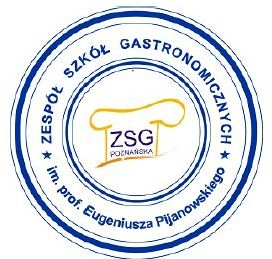 ★ ZESPÓŁ SZKÓŁ GASTRONOMICZNYCH ★
im. prof. Eugeniusza Pijanowskiego
ZSG
POZNAŃSKA